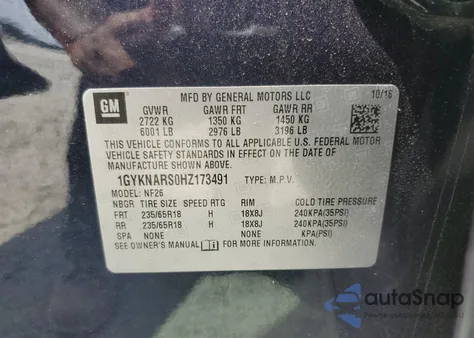 GM
MFD BY GENERAL MOTORS LLC 10/16
GVWR GAWR FRT GAWR RR
2722 KG 1350 KG 1450 KG
6001 LB 2976 LB 3196 LB
THIS VEHICLE CONFORMS TO ALL APPLICABLE U.S. FEDERAL MOTOR
VEHICLE SAFETY STANDARDS IN EFFECT ON THE DATE OF
MANUFACTURE SHOWN ABOVE.
1GYKNARS0HZ173491 TYPE: M.P.V.
MODEL: NF26
NBGR TIRE SIZE SPEED RTG RIM COLD TIRE PRESSURE
FRT 235/65R18 H 18X8J 240KPA(35PSI)
RR 235/65R18 H 18X8J 240KPA(35PSI)
SPA NONE NONE KPA(PSI)
SEE OWNER'S MANUAL FOR MORE INFORMATION.
autoSnap